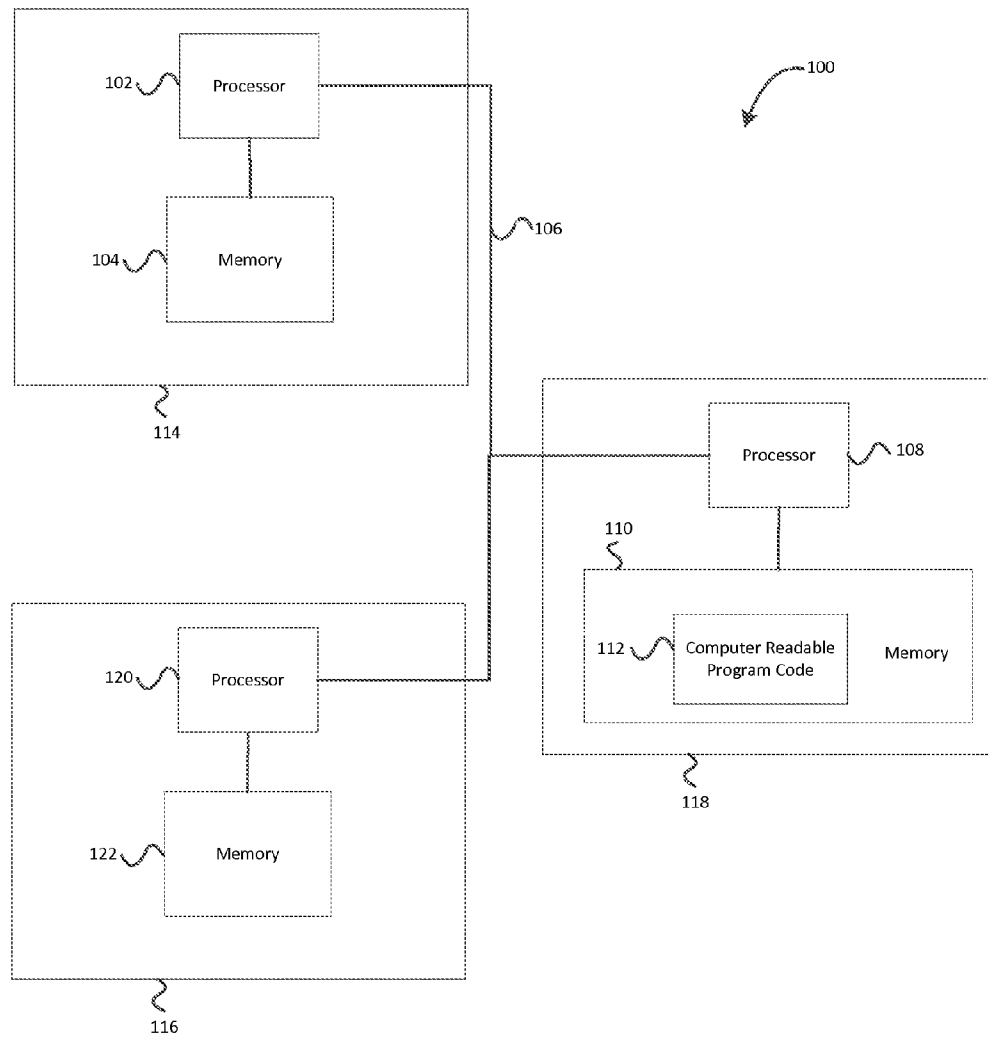 102
Processor
100
106
104
Memory
114
Processor
108
110
112
Computer Readable
Program Code
Memory
118
120
Processor
122
Memory
116